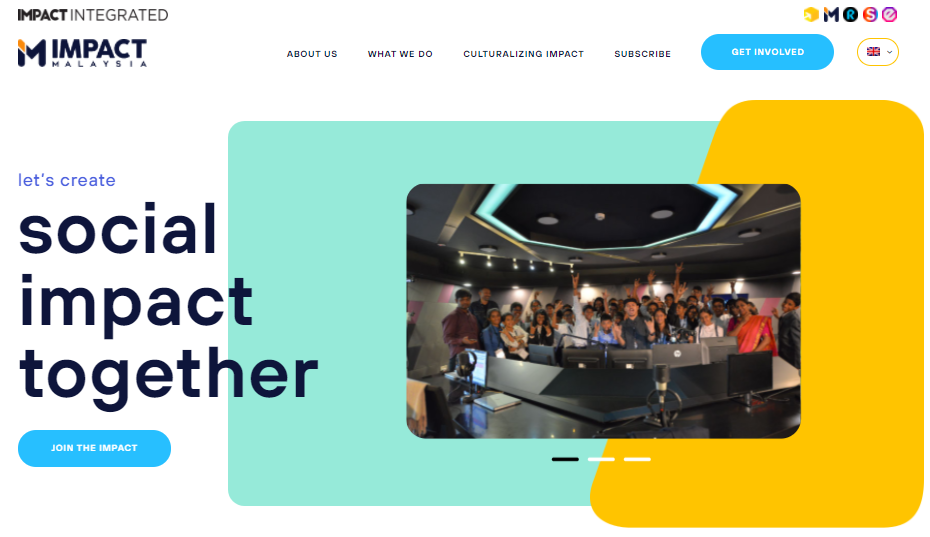 IMPACT INTEGRATED
IMPACT
MALAYSIA
ABOUT US
WHAT WE DO
CULTURALIZING IMPACT
SUBSCRIBE
GET INVOLVED
let's create
social
impact
together
JOIN THE IMPACT